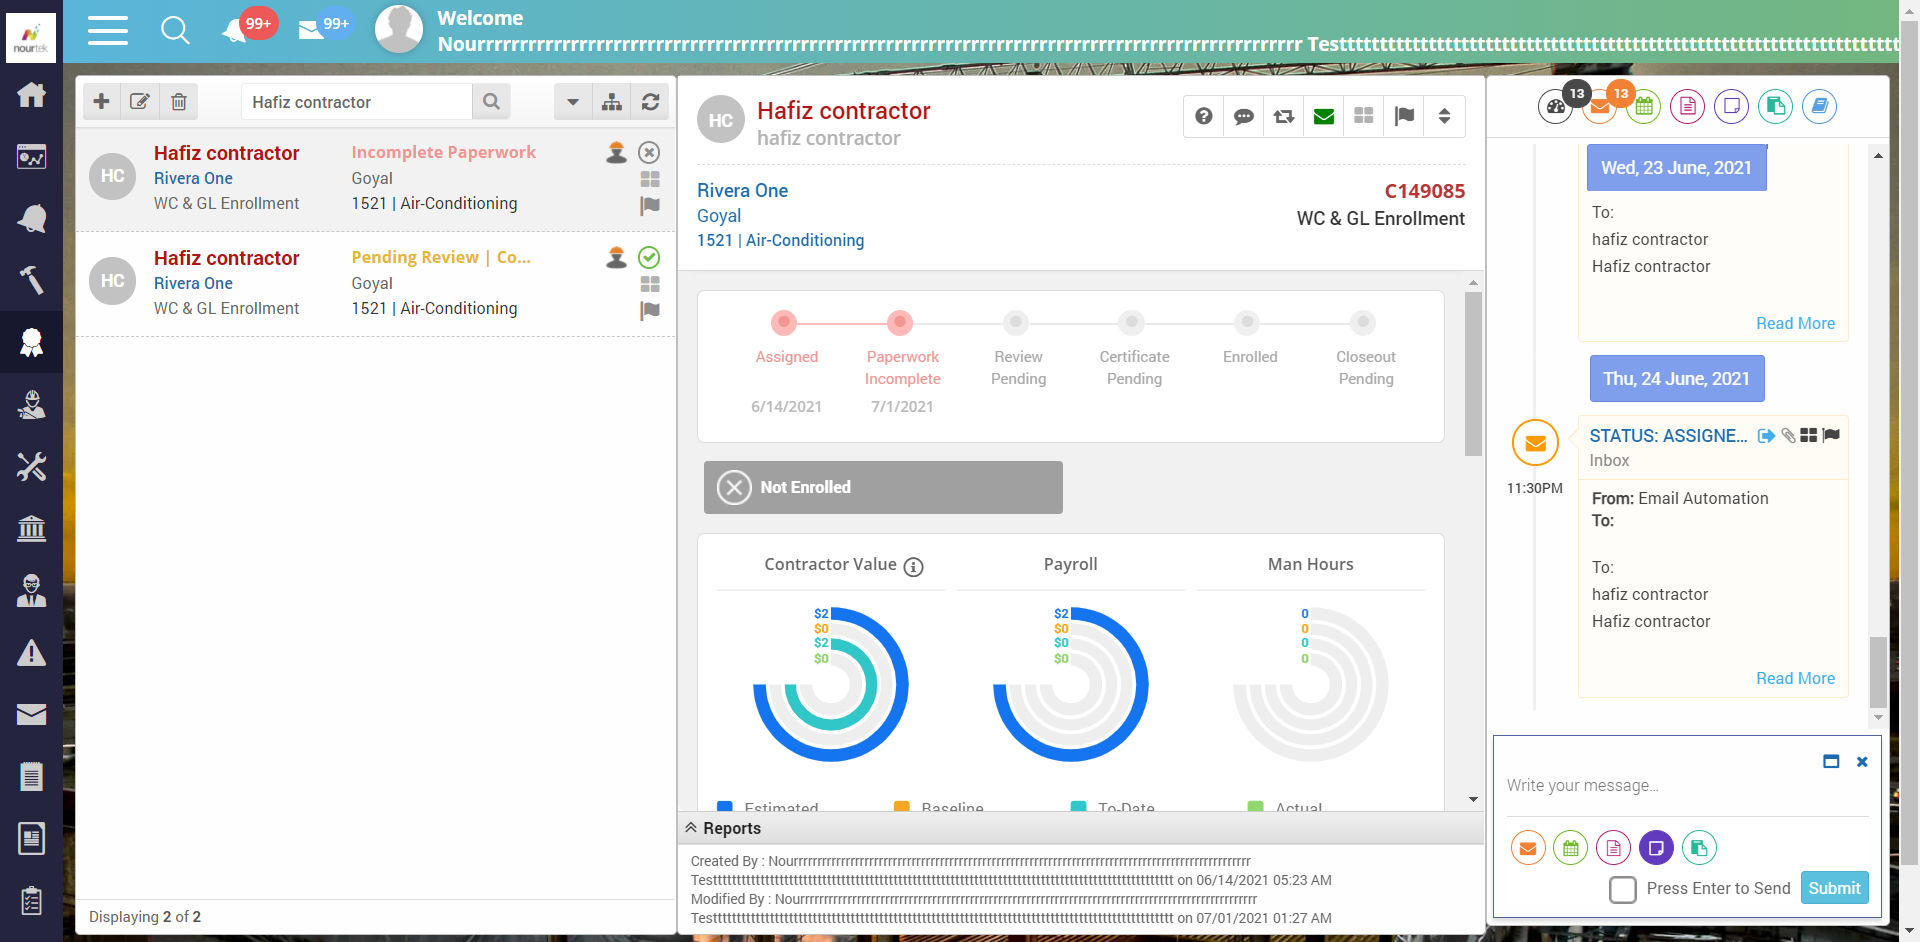 nourtek
99+
99+
Welcome
Nourrrrrrrrrrrrrrrrrrrrrrrrrrrrrrrrrrrrrrrrrrrrrrrrrrrrrrrrrrrrrrrrrrrrrrrrrrrrrrrrrrrrrrrrrrrrrrr Testtttttttttttttttttttttttttttttttttttttttttttttttttttttttttttttttttttt
Hafiz contractor
HC
Hafiz contractor
Incomplete Paperwork
Rivera One
Goyal
WC & GL Enrollment
1521 | Air-Conditioning
HC
Hafiz contractor
Pending Review | Co...
Rivera One
Goyal
WC & GL Enrollment
1521 | Air-Conditioning
Displaying 2 of 2
HC
Hafiz contractor
hafiz contractor
Rivera One
C149085
Goyal
WC & GL Enrollment
1521 | Air-Conditioning
Assigned
Paperwork
Incomplete
Review
Pending
Certificate
Pending
Enrolled
Closeout
Pending
6/14/2021
7/1/2021
Not Enrolled
Contractor Value
Payroll
Man Hours
$2
$0
$2
$0
$2
$0
$0
$0
0
0
0
0
Estimated
Baseline
To-Date
Actual
Reports
Created By : Nourrrrrrrrrrrrrrrrrrrrrrrrrrrrrrrrrrrrrrrrrrrrrrrrrrrrrrrrrrrrrrrrrrrrrrrrrrrrrrrrrrrrrrrrrrrrrrr
Testttttttttttttttttttttttttttttttttttttttttttttttttttttttttttttttttttttttttttttttttttttttttttttttt on 06/14/2021 05:23 AM
Modified By : Nourrrrrrrrrrrrrrrrrrrrrrrrrrrrrrrrrrrrrrrrrrrrrrrrrrrrrrrrrrrrrrrrrrrrrrrrrrrrrrrrrrrrrrrrrrrrrrr
Testttttttttttttttttttttttttttttttttttttttttttttttttttttttttttttttttttttttttttttttttttttttttttttttt on 07/01/2021 01:27 AM
13
13
Wed, 23 June, 2021
To:
hafiz contractor
Hafiz contractor
Read More
Thu, 24 June, 2021
STATUS: ASSIGNE...
Inbox
11:30PM
From: Email Automation
To:
To:
hafiz contractor
Hafiz contractor
Read More
Write your message...
Press Enter to Send
Submit